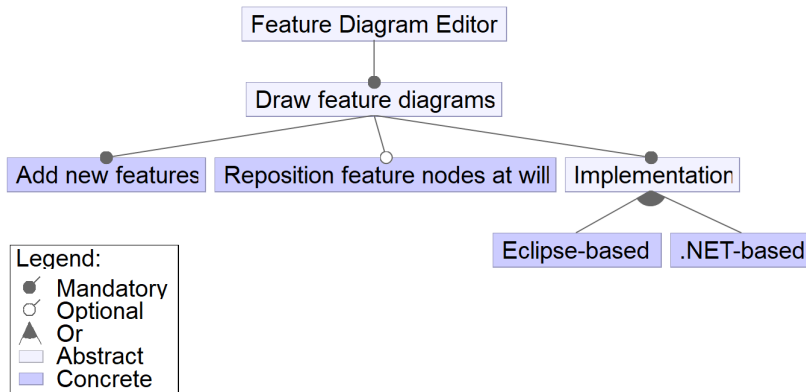 Feature Diagram Editor
Draw feature diagrams
Add new features
Reposition feature nodes at will
Implementation
Eclipse-based
.NET-based
Legend:
Mandatory
Optional
Or
Abstract
Concrete